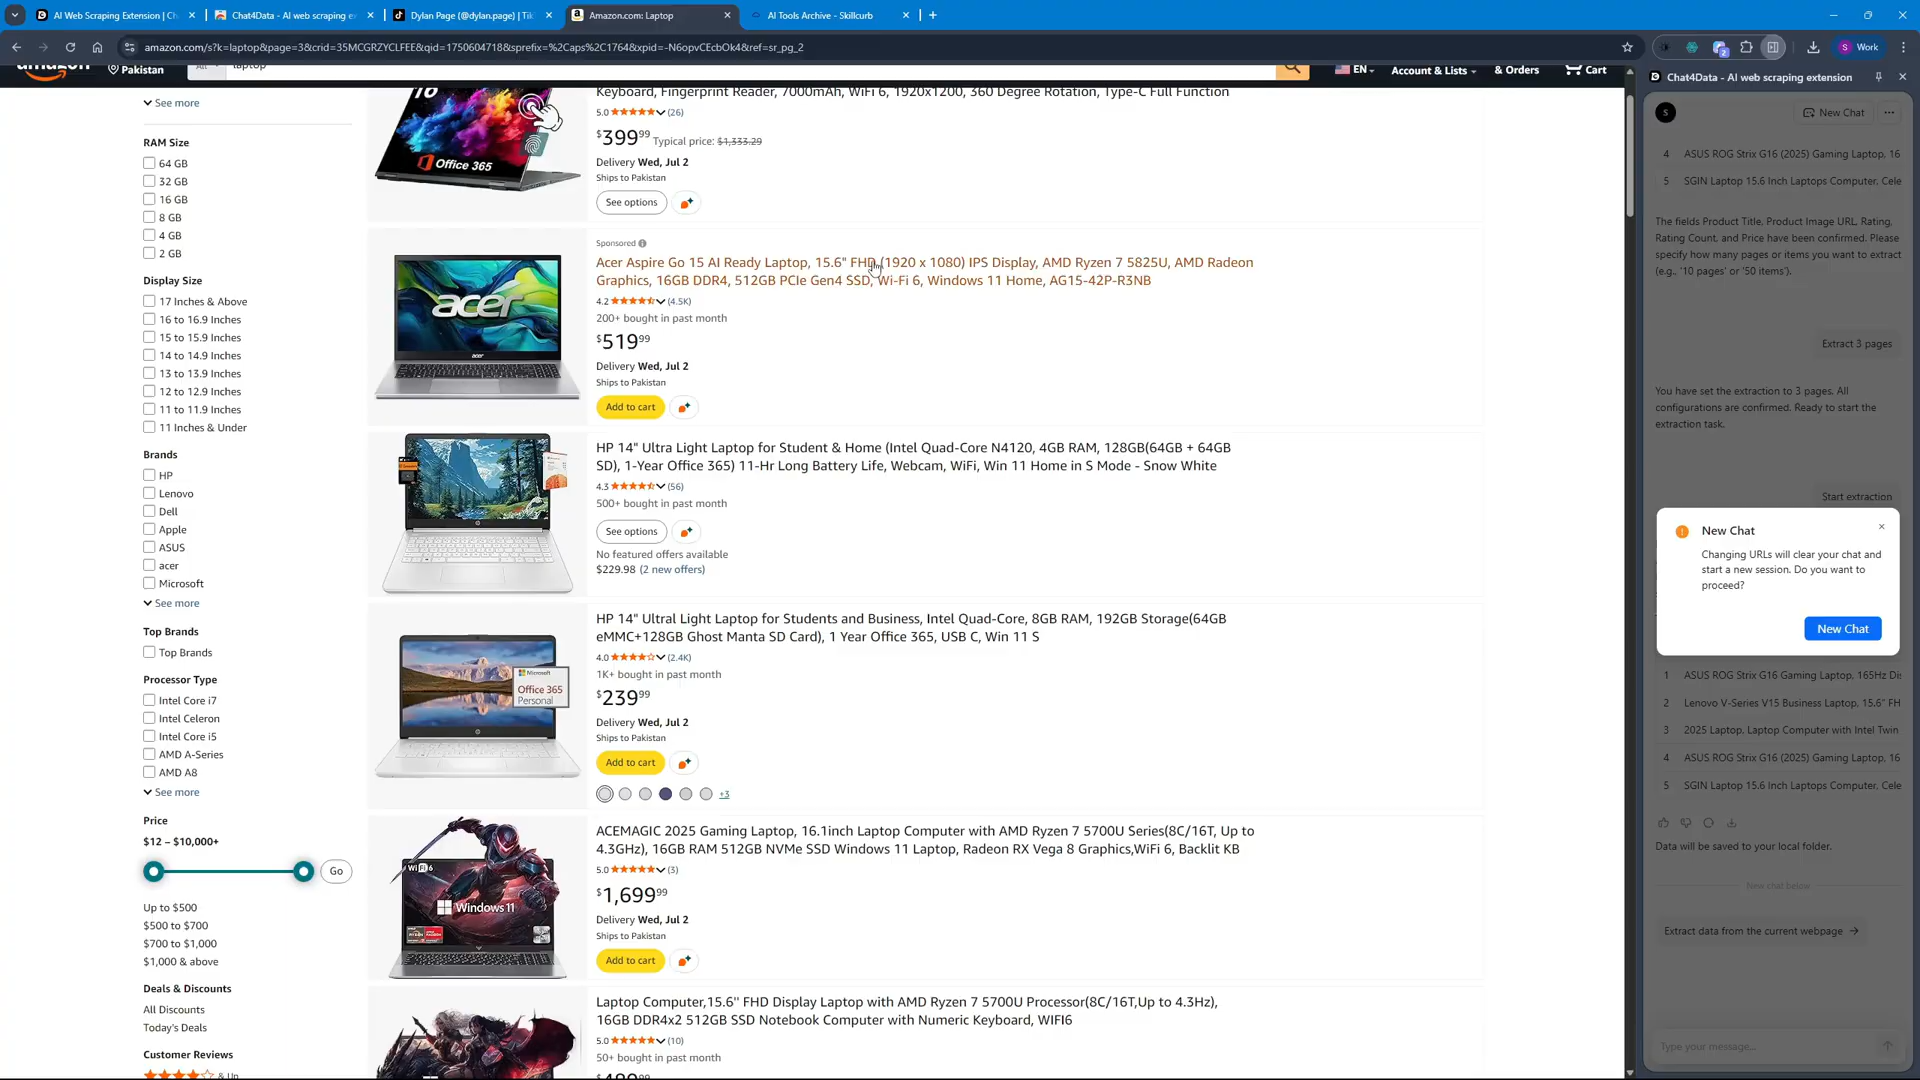 AI Web Scraping Extension | Ch
Chat4Data - AI web scraping ex
Dylan Page (@dylan.page) | Tik
Amazon.com: Laptop
AI Tools Archive - Skillcurb
amazon.com/s?k=laptop&page=3&crid=35MCGRZYCLFEE&qid=1750604718&sprefix=%2Caps%2C1764&xpid=-N6opvCEcbOk4&ref=sr_pg_2
Work
Pakistan
All
laptop
EN
Account & Lists
& Orders
Cart
See more
RAM Size
64 GB
32 GB
16 GB
8 GB
4 GB
2 GB
Display Size
17 Inches & Above
16 to 16.9 Inches
15 to 15.9 Inches
14 to 14.9 Inches
13 to 13.9 Inches
12 to 12.9 Inches
11 to 11.9 Inches
11 Inches & Under
Brands
HP
Lenovo
Dell
Apple
ASUS
acer
Microsoft
See more
Top Brands
Top Brands
Processor Type
Intel Core i7
Intel Celeron
Intel Core i5
AMD A-Series
AMD A8
See more
Price
$12 – $10,000+
Go
Up to $500
$500 to $700
$700 to $1,000
$1,000 & above
Deals & Discounts
All Discounts
Today's Deals
Customer Reviews
& Up
16
Office 365
Keyboard, Fingerprint Reader, 7000mAh, WiFi 6, 1920x1200, 360 Degree Rotation, Type-C Full Function
5.0 (26)
$399.99 Typical price: $1,333.29
Delivery Wed, Jul 2
Ships to Pakistan
See options
acer
acer
Sponsored
Acer Aspire Go 15 AI Ready Laptop, 15.6" FHD (1920 x 1080) IPS Display, AMD Ryzen 7 5825U, AMD Radeon
Graphics, 16GB DDR4, 512GB PCIe Gen4 SSD, Wi-Fi 6, Windows 11 Home, AG15-42P-R3NB
4.2 (4.5K)
200+ bought in past month
$519.99
Delivery Wed, Jul 2
Ships to Pakistan
Add to cart
HP 14" Ultra Light Laptop for Student & Home (Intel Quad-Core N4120, 4GB RAM, 128GB(64GB + 64GB
SD), 1-Year Office 365) 11-Hr Long Battery Life, Webcam, WiFi, Win 11 Home in S Mode - Snow White
4.3 (56)
500+ bought in past month
See options
No featured offers available
$229.98 (2 new offers)
Microsoft
Office 365
Personal
HP 14" Ultral Light Laptop for Students and Business, Intel Quad-Core, 8GB RAM, 192GB Storage(64GB
eMMC+128GB Ghost Manta SD Card), 1 Year Office 365, USB C, Win 11 S
4.0 (2.4K)
1K+ bought in past month
$239.99
Delivery Wed, Jul 2
Ships to Pakistan
Add to cart
+3
WiFi 6
Windows 11
ACEMAGIC 2025 Gaming Laptop, 16.1inch Laptop Computer with AMD Ryzen 7 5700U Series(8C/16T, Up to
4.3GHz), 16GB RAM 512GB NVMe SSD Windows 11 Laptop, Radeon RX Vega 8 Graphics,WiFi 6, Backlit KB
5.0 (3)
$1,699.99
Delivery Wed, Jul 2
Ships to Pakistan
Add to cart
Laptop Computer,15.6'' FHD Display Laptop with AMD Ryzen 7 5700U Processor(8C/16T,Up to 4.3Hz),
16GB DDR4x2 512GB SSD Notebook Computer with Numeric Keyboard, WIFI6
5.0 (10)
50+ bought in past month
Chat4Data - AI web scraping extension
S
New Chat
4 ASUS ROG Strix G16 (2025) Gaming Laptop, 16
5 SGIN Laptop 15.6 Inch Laptops Computer, Cele
The fields Product Title, Product Image URL, Rating,
Rating Count, and Price have been confirmed. Please
specify how many pages or items you want to extract
(e.g., '10 pages' or '50 items').
Extract 3 pages
You have set the extraction to 3 pages. All
configurations are confirmed. Ready to start the
extraction task.
Start extraction
New Chat
Changing URLs will clear your chat and
start a new session. Do you want to
proceed?
New Chat
1 ASUS ROG Strix G16 Gaming Laptop, 165Hz Dis
2 Lenovo V-Series V15 Business Laptop, 15.6" FH
3 2025 Laptop, Laptop Computer with Intel Twin
4 ASUS ROG Strix G16 (2025) Gaming Laptop, 16
5 SGIN Laptop 15.6 Inch Laptops Computer, Cele
Data will be saved to your local folder.
New chat below
Extract data from the current webpage
Type your message...